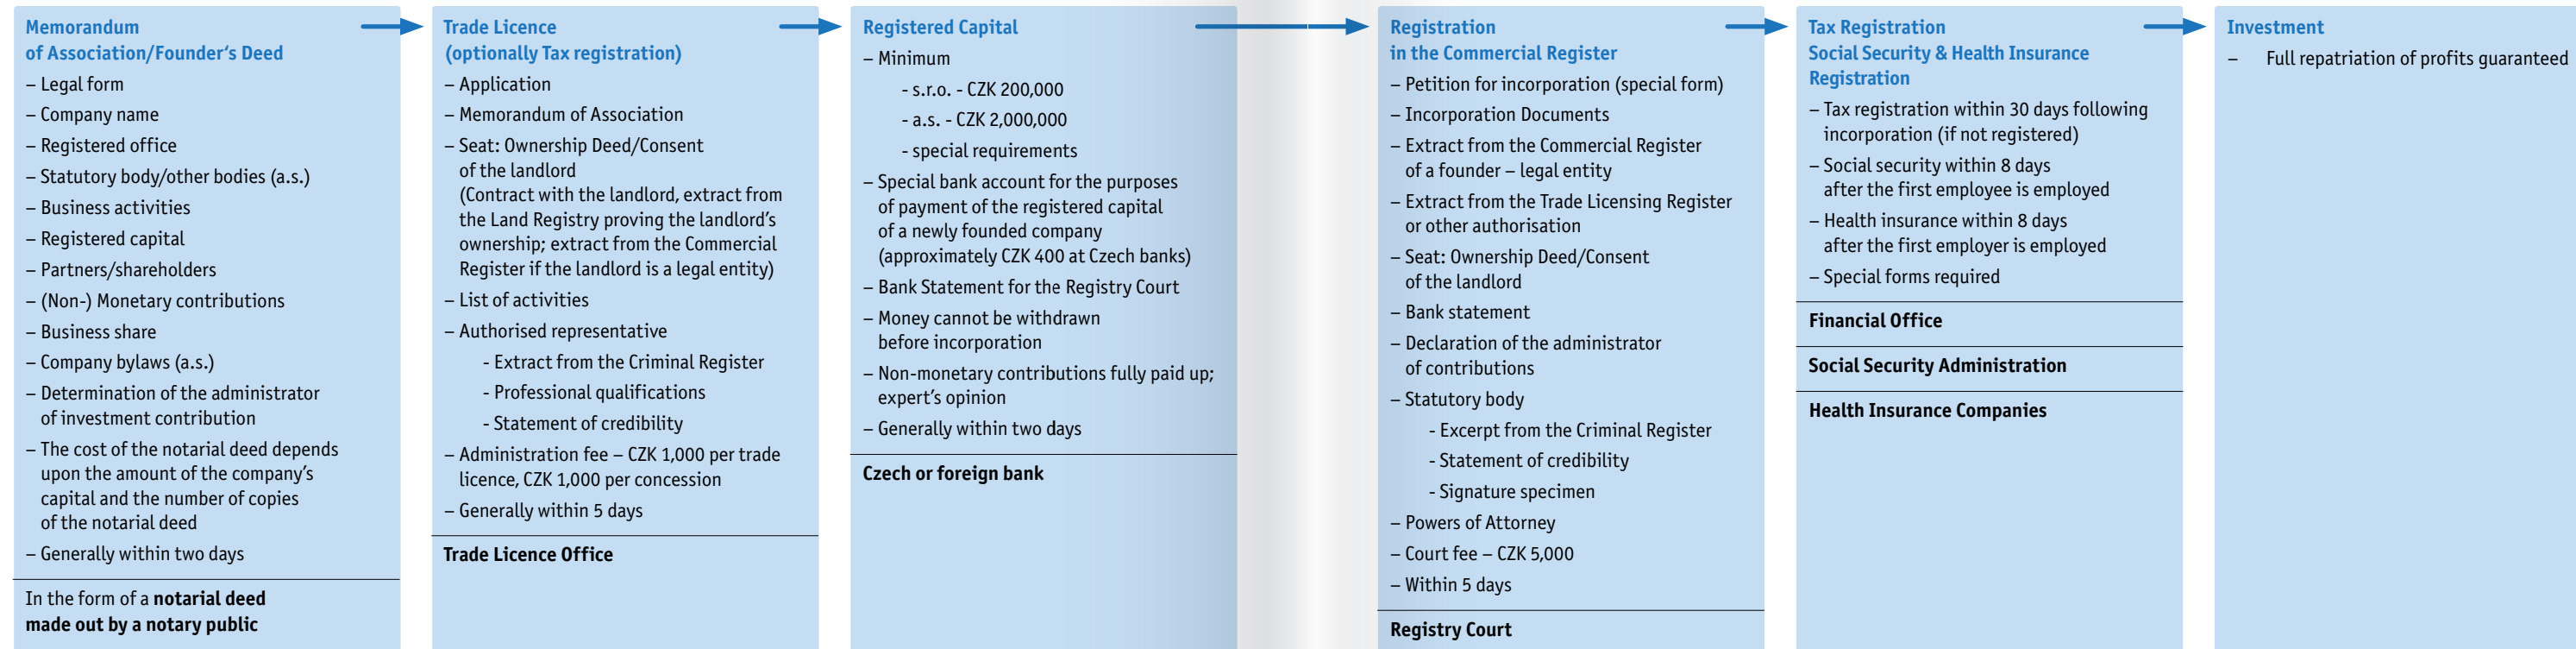 Memorandum
of Association/Founder‘s Deed
– Legal form
– Company name
– Registered office
– Statutory body/other bodies (a.s.)
– Business activities
– Registered capital
– Partners/shareholders
– (Non-) Monetary contributions
– Business share
– Company bylaws (a.s.)
– Determination of the administrator
of investment contribution
– The cost of the notarial deed depends
upon the amount of the company’s
capital and the number of copies
of the notarial deed
– Generally within two days
In the form of a notarial deed
made out by a notary public
Trade Licence
(optionally Tax registration)
– Application
– Memorandum of Association
– Seat: Ownership Deed/Consent
of the landlord
(Contract with the landlord, extract from
the Land Registry proving the landlord’s
ownership; extract from the Commercial
Register if the landlord is a legal entity)
– List of activities
– Authorised representative
- Extract from the Criminal Register
- Professional qualifications
- Statement of credibility
– Administration fee – CZK 1,000 per trade
licence, CZK 1,000 per concession
– Generally within 5 days
Trade Licence Office
Registered Capital
– Minimum
- s.r.o. - CZK 200,000
- a.s. - CZK 2,000,000
- special requirements
– Special bank account for the purposes
of payment of the registered capital
of a newly founded company
(approximately CZK 400 at Czech banks)
– Bank Statement for the Registry Court
– Money cannot be withdrawn
before incorporation
– Non-monetary contributions fully paid up;
expert’s opinion
– Generally within two days
Czech or foreign bank
Registration
in the Commercial Register
– Petition for incorporation (special form)
– Incorporation Documents
– Extract from the Commercial Register
of a founder – legal entity
– Extract from the Trade Licensing Register
or other authorisation
– Seat: Ownership Deed/Consent
of the landlord
– Bank statement
– Declaration of the administrator
of contributions
– Statutory body
- Excerpt from the Criminal Register
- Statement of credibility
- Signature specimen
– Powers of Attorney
– Court fee – CZK 5,000
– Within 5 days
Registry Court
Tax Registration
Social Security & Health Insurance
Registration
– Tax registration within 30 days following
incorporation (if not registered)
– Social security within 8 days
after the first employee is employed
– Health insurance within 8 days
after the first employer is employed
– Special forms required
Financial Office
Social Security Administration
Health Insurance Companies
Investment
– Full repatriation of profits guaranteed